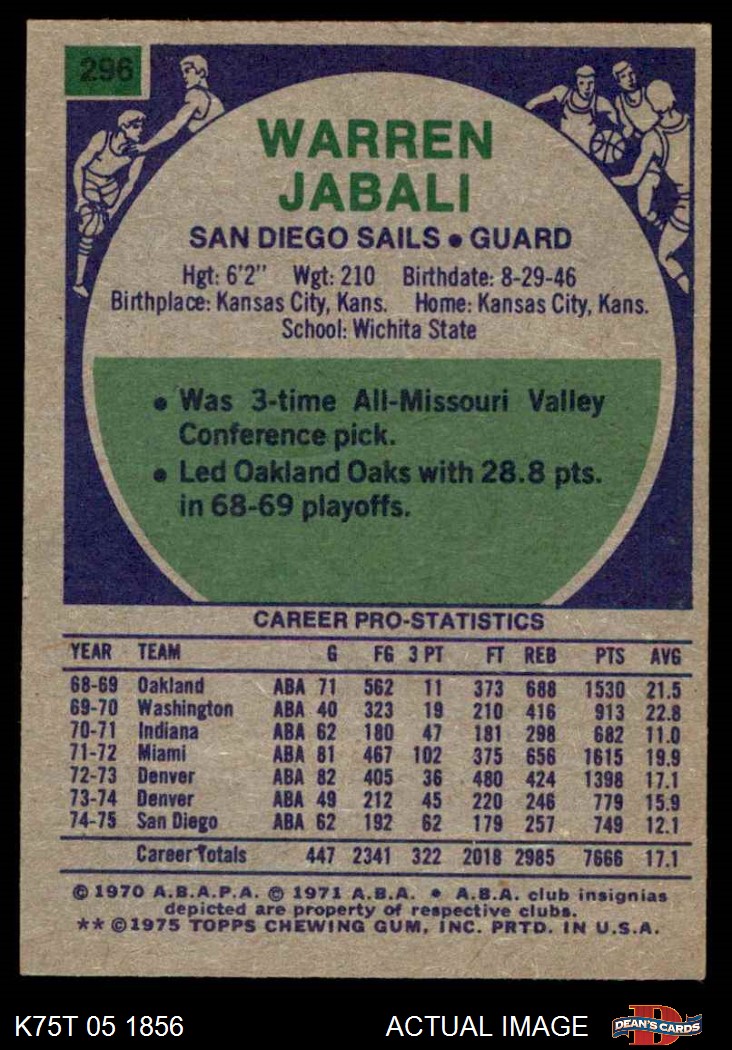 296
WARREN
JABALI
SAN DIEGO SAILS • GUARD
Hgt: 6'2" Wgt: 210 Birthdate: 8-29-46
Birthplace: Kansas City, Kans. Home: Kansas City, Kans.
School: Wichita State
• Was 3-time All-Missouri Valley
Conference pick.
• Led Oakland Oaks with 28.8 pts.
in 68-69 playoffs.
CAREER PRO-STATISTICS
YEAR TEAM G FG 3 PT FT REB PTS AVG
68-69 Oakland ABA 71 562 11 373 688 1530 21.5
69-70 Washington ABA 40 323 19 210 416 913 22.8
70-71 Indiana ABA 62 180 47 181 298 682 11.0
71-72 Miami ABA 81 467 102 375 656 1615 19.9
72-73 Denver ABA 82 405 36 480 424 1398 17.1
73-74 Denver ABA 49 212 45 220 246 779 15.9
74-75 San Diego ABA 62 192 62 179 257 749 12.1
Career Totals 447 2341 322 2018 2985 7666 17.1
© 1970 A.B.A.P.A. © 1971 A.B.A. • A.B.A. club insignias
depicted are property of respective clubs.
** ©1975 TOPPS CHEWING GUM, INC. PRTD. IN U.S.A.
K75T 05 1856 ACTUAL IMAGE D DEAN'S CARDS